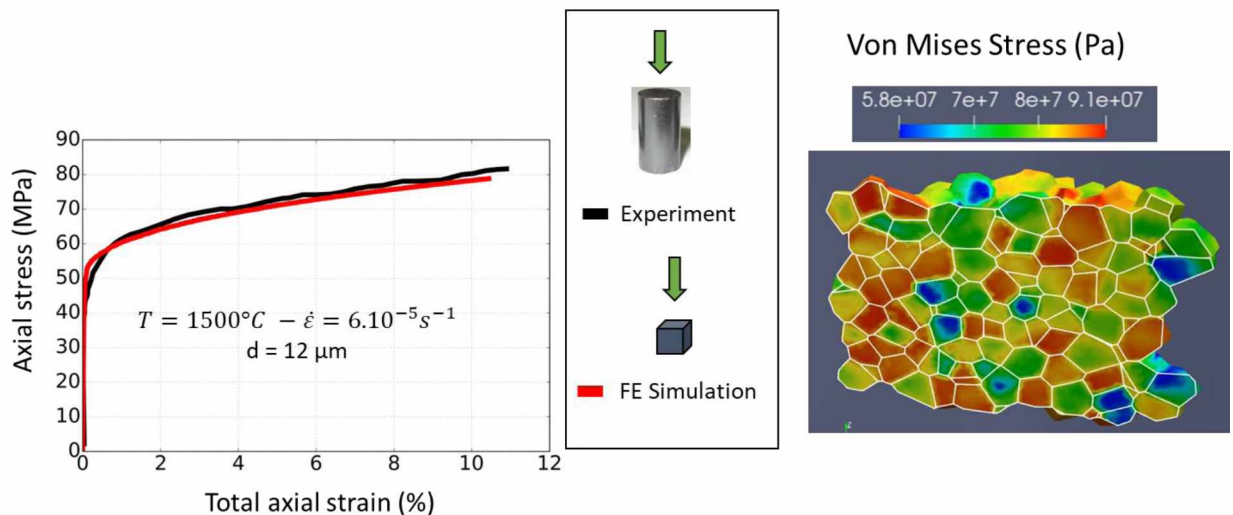 90
80
70
60
50
40
30
20
10
0
Axial stress (MPa)
T = 1500°C − ε̇ = 6.10⁻⁵s⁻¹
d = 12 µm
0 2 4 6 8 10 12
Total axial strain (%)
Experiment
FE Simulation
Von Mises Stress (Pa)
5.8e+07 7e+7 8e+7 9.1e+07
z